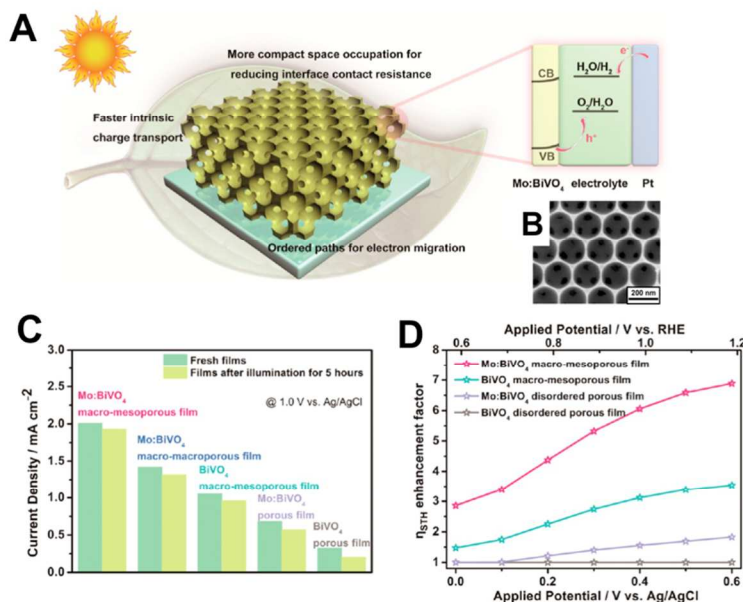 A
More compact space occupation for
reducing interface contact resistance
Faster intrinsic
charge transport
Ordered paths for electron migration
e⁻
CB
H₂O/H₂
O₂/H₂O
h⁺
VB
Mo:BiVO₄ electrolyte Pt
B
200 nm
C
Current Density / mA cm⁻²
3.0
2.5
2.0
1.5
1.0
0.5
0.0
Fresh films
Films after illumination for 5 hours
@ 1.0 V vs. Ag/AgCl
Mo:BiVO₄
macro-mesoporous film
Mo:BiVO₄
macro-macroporous film
BiVO₄
macro-mesoporous film
Mo:BiVO₄
porous film
BiVO₄
porous film
D
Applied Potential / V vs. RHE
0.6 0.8 1.0 1.2
ηSTH enhancement factor
8
7
6
5
4
3
2
1
Mo:BiVO₄ macro-mesoporous film
BiVO₄ macro-mesoporous film
Mo:BiVO₄ disordered porous film
BiVO₄ disordered porous film
0.0 0.2 0.4 0.6
Applied Potential / V vs. Ag/AgCl